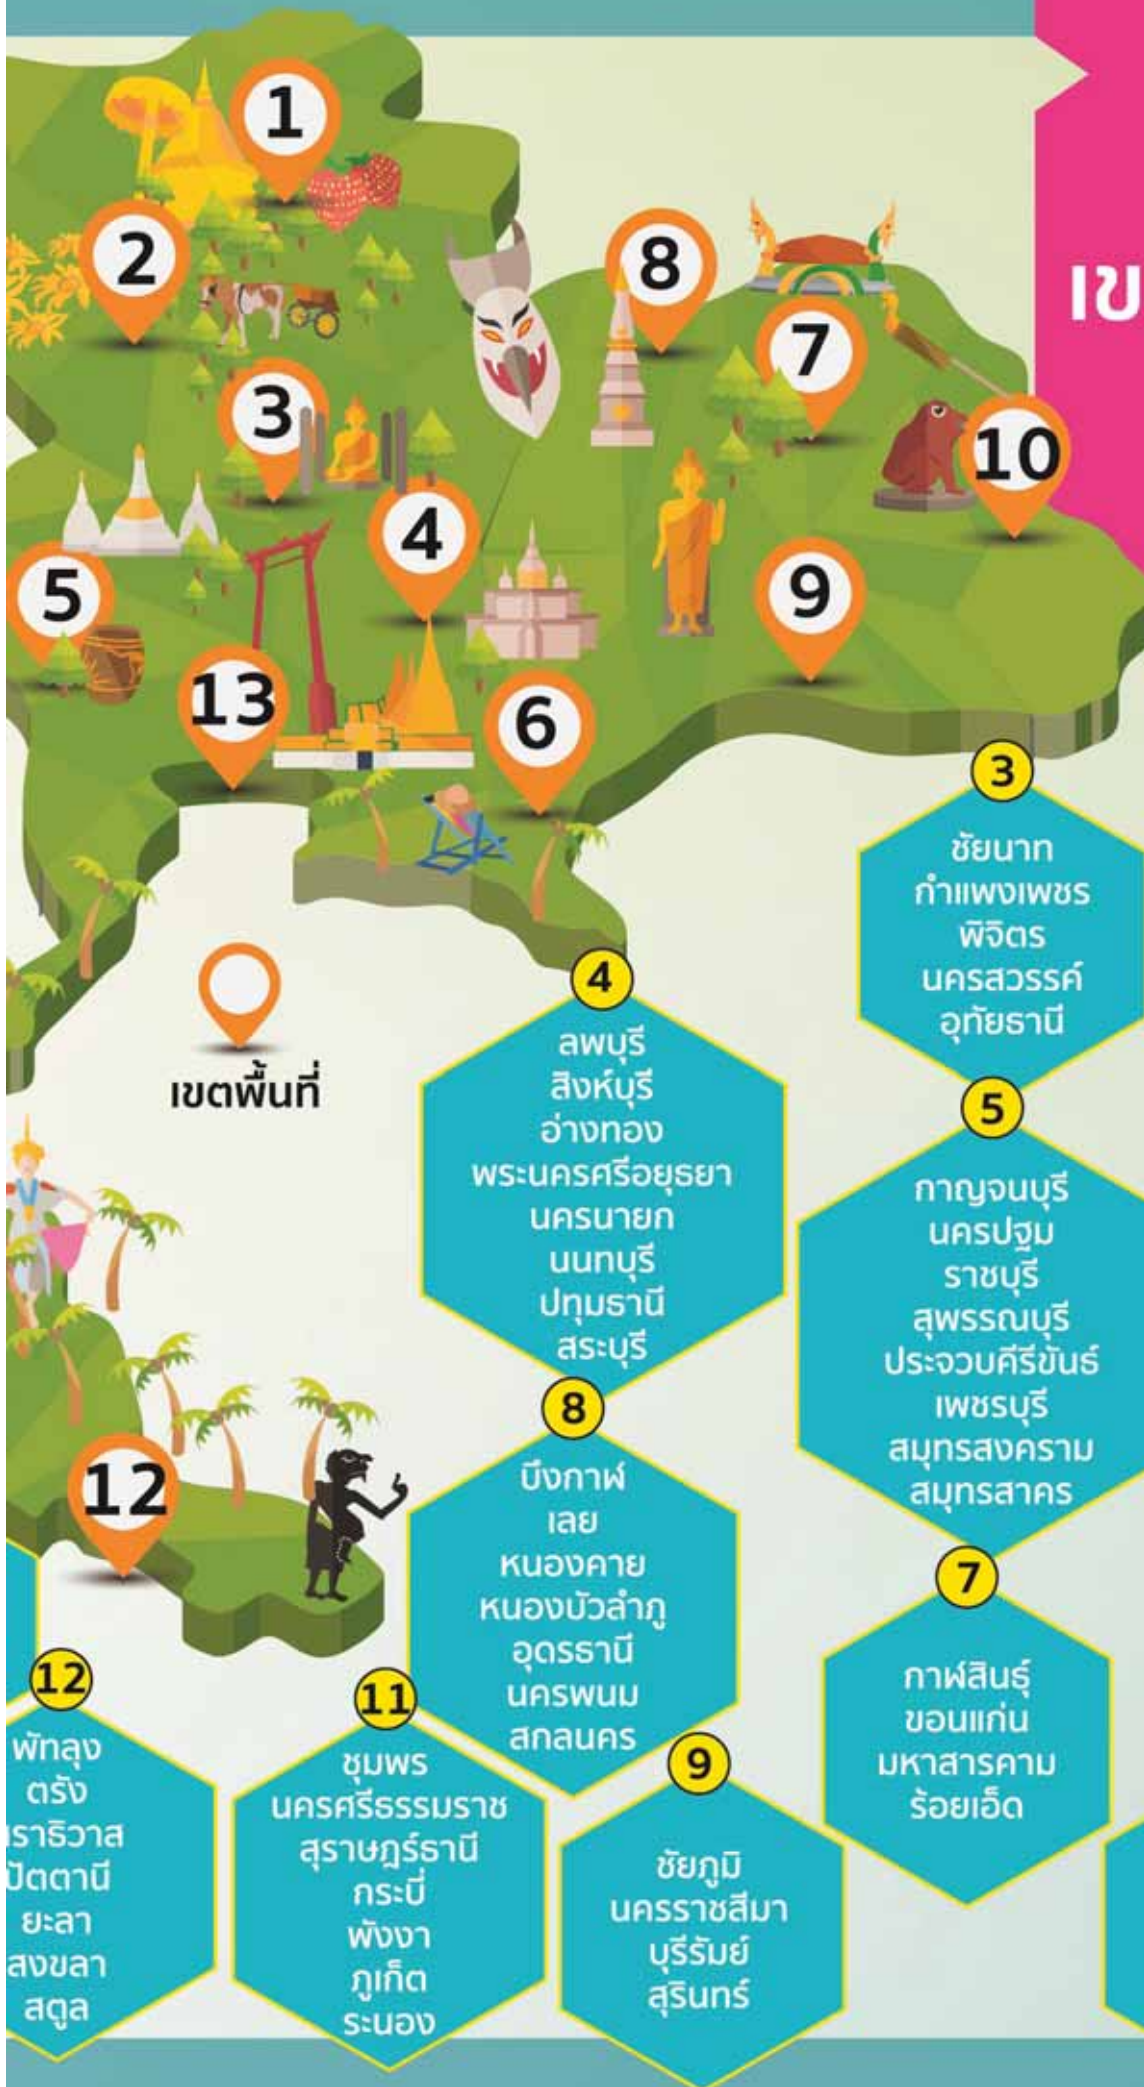 1
2
8
7
เข
3
10
4
5
9
13
6
เขตพื้นที่
12
3
ชัยนาท
กำแพงเพชร
พิจิตร
นครสวรรค์
อุทัยธานี
4
ลพบุรี
สิงห์บุรี
อ่างทอง
พระนครศรีอยุธยา
นครนายก
นนทบุรี
ปทุมธานี
สระบุรี
5
กาญจนบุรี
นครปฐม
ราชบุรี
สุพรรณบุรี
ประจวบคีรีขันธ์
เพชรบุรี
สมุทรสงคราม
สมุทรสาคร
8
บึงกาฬ
เลย
หนองคาย
หนองบัวลำภู
อุดรธานี
นครพนม
สกลนคร
7
กาฬสินธุ์
ขอนแก่น
มหาสารคาม
ร้อยเอ็ด
12
พัทลุง
ตรัง
ราธิวาส
ปัตตานี
ยะลา
สงขลา
สตูล
11
ชุมพร
นครศรีธรรมราช
สุราษฎร์ธานี
กระบี่
พังงา
ภูเก็ต
ระนอง
9
ชัยภูมิ
นครราชสีมา
บุรีรัมย์
สุรินทร์